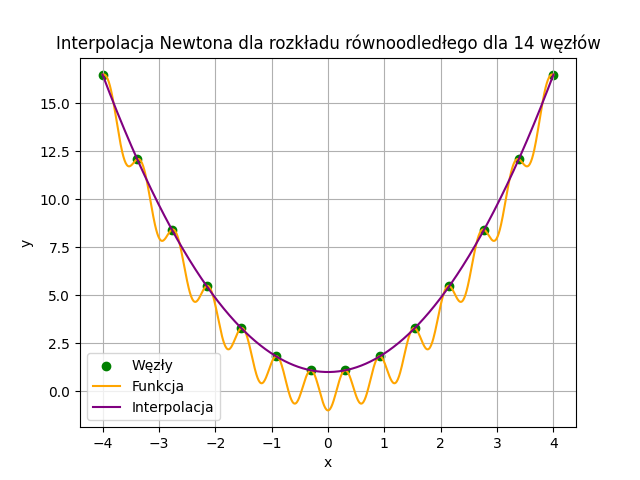 Interpolacja Newtona dla rozkładu równoodledłego dla 14 węzłów
15.0
12.5
10.0
7.5
5.0
2.5
0.0
y
Węzły
Funkcja
Interpolacja
−4
−3
−2
−1
0
1
2
3
4
x